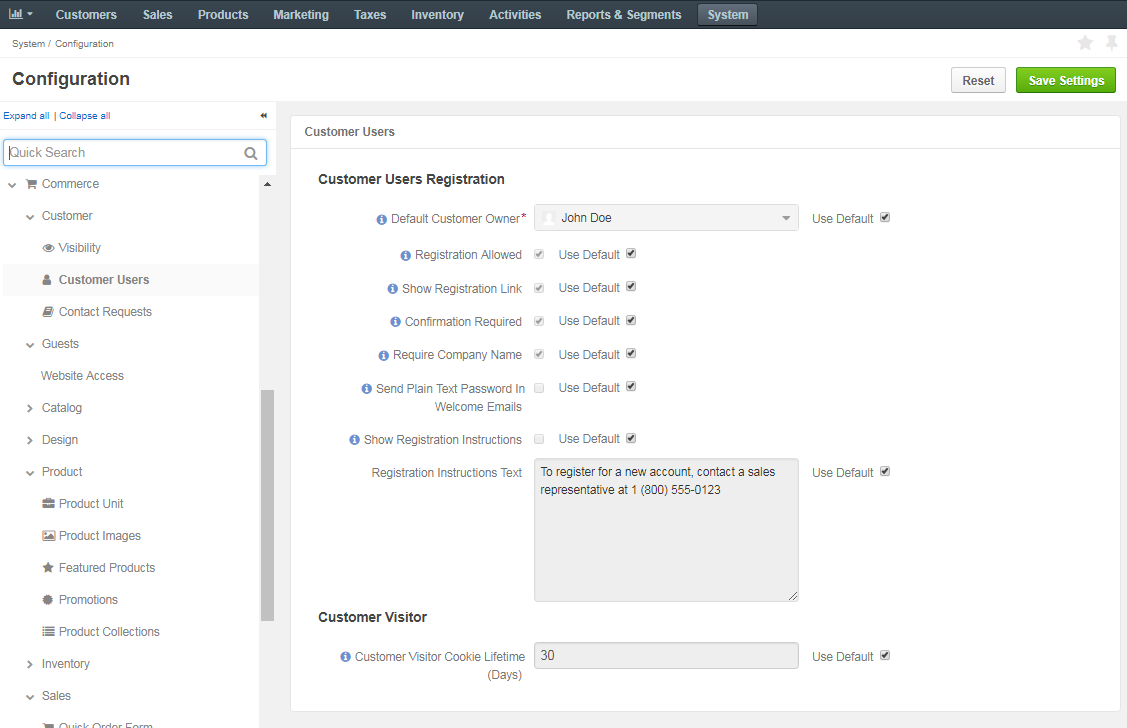 Customers Sales Products Marketing Taxes Inventory Activities Reports & Segments System
System / Configuration
Configuration
Reset Save Settings
Expand all | Collapse all
Quick Search
Commerce
Customer
Visibility
Customer Users
Contact Requests
Guests
Website Access
Catalog
Design
Product
Product Unit
Product Images
Featured Products
Promotions
Product Collections
Inventory
Sales
Quick Order Form
Customer Users
Customer Users Registration
Default Customer Owner* John Doe Use Default
Registration Allowed Use Default
Show Registration Link Use Default
Confirmation Required Use Default
Require Company Name Use Default
Send Plain Text Password In Use Default
Welcome Emails
Show Registration Instructions Use Default
Registration Instructions Text To register for a new account, contact a sales Use Default
representative at 1 (800) 555-0123
Customer Visitor
Customer Visitor Cookie Lifetime 30 Use Default
(Days)